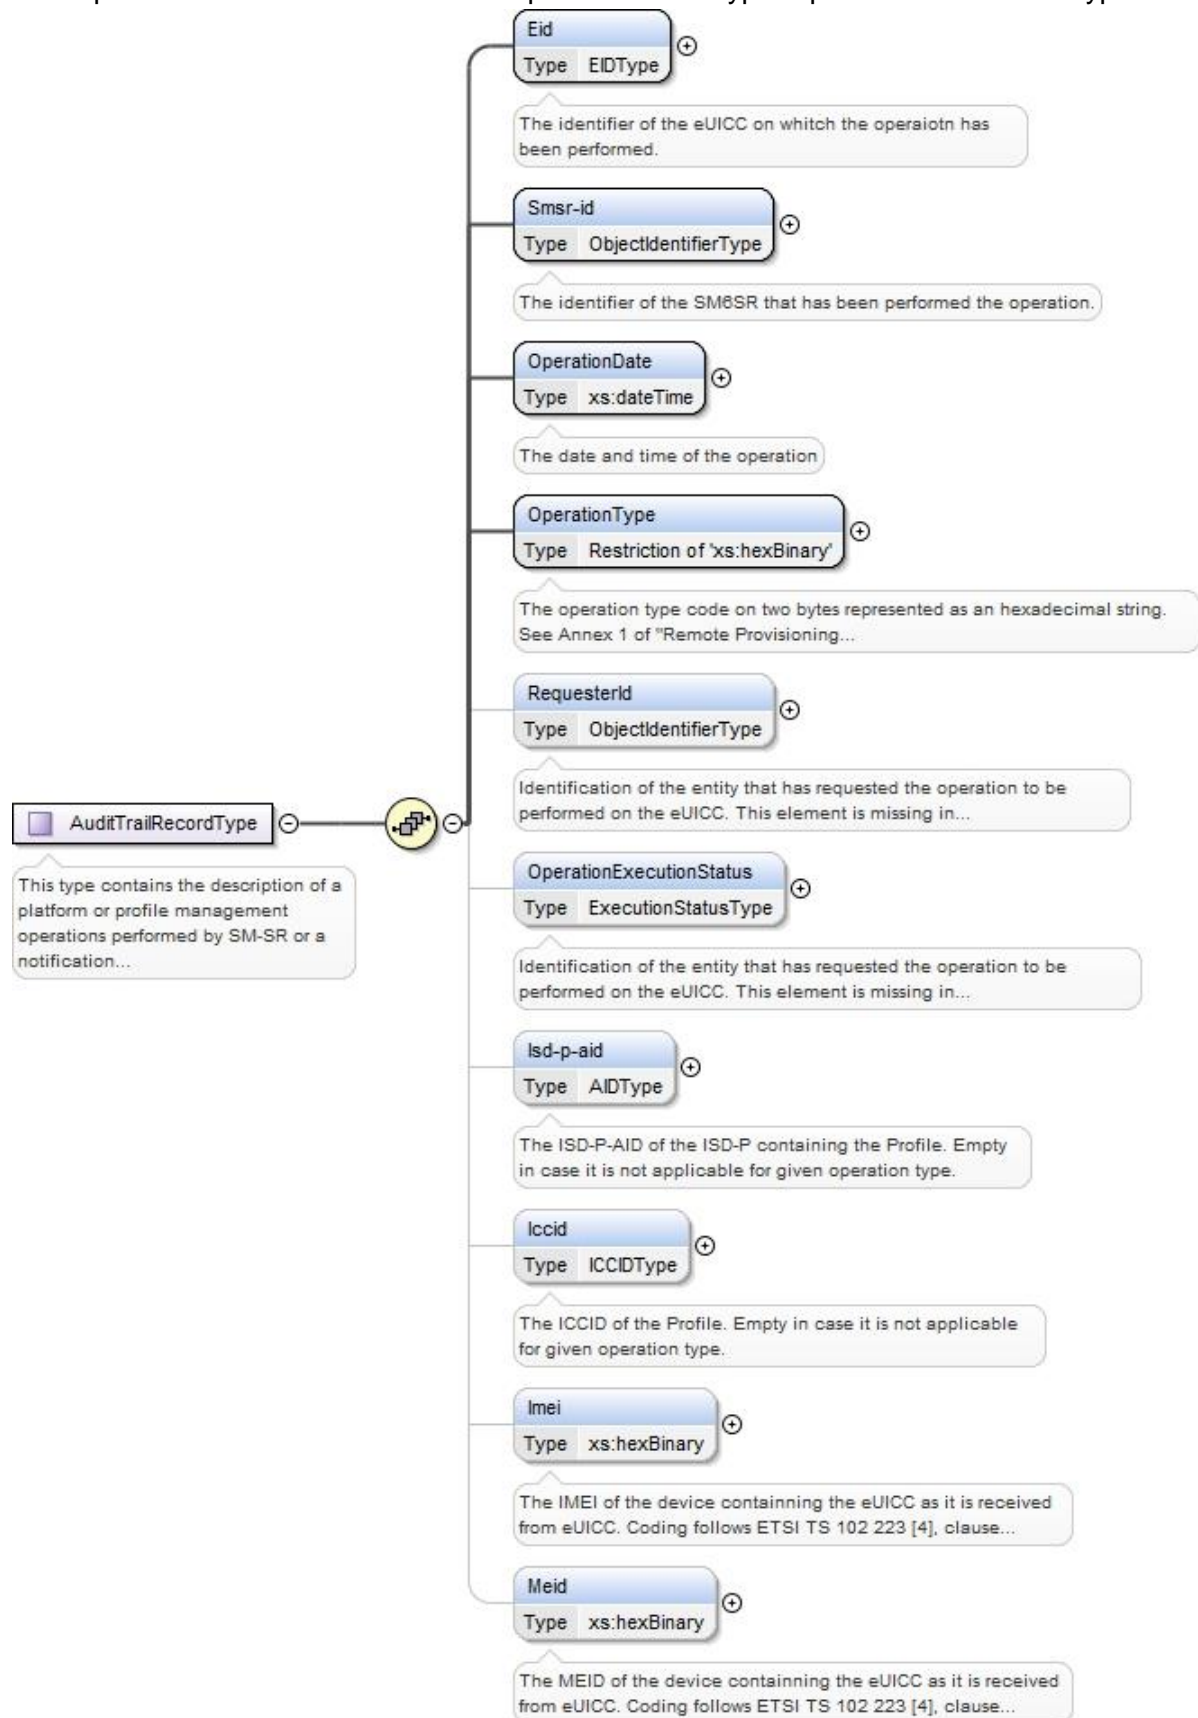 Eid
Type EIDType
The identifier of the eUICC on whitch the operaiotn has
been performed.
Smsr-id
Type ObjectIdentifierType
The identifier of the SM6SR that has been performed the operation.
OperationDate
Type xs:dateTime
The date and time of the operation
OperationType
Type Restriction of 'xs:hexBinary'
The operation type code on two bytes represented as an hexadecimal string.
See Annex 1 of "Remote Provisioning...
RequesterId
Type ObjectIdentifierType
Identification of the entity that has requested the operation to be
performed on the eUICC. This element is missing in...
AuditTrailRecordType
This type contains the description of a
platform or profile management
operations performed by SM-SR or a
notification...
OperationExecutionStatus
Type ExecutionStatusType
Identification of the entity that has requested the operation to be
performed on the eUICC. This element is missing in...
Isd-p-aid
Type AIDType
The ISD-P-AID of the ISD-P containing the Profile. Empty
in case it is not applicable for given operation type.
Iccid
Type ICCIDType
The ICCID of the Profile. Empty in case it is not applicable
for given operation type.
Imei
Type xs:hexBinary
The IMEI of the device containning the eUICC as it is received
from eUICC. Coding follows ETSI TS 102 223 [4], clause...
Meid
Type xs:hexBinary
The MEID of the device containning the eUICC as it is received
from eUICC. Coding follows ETSI TS 102 223 [4], clause...